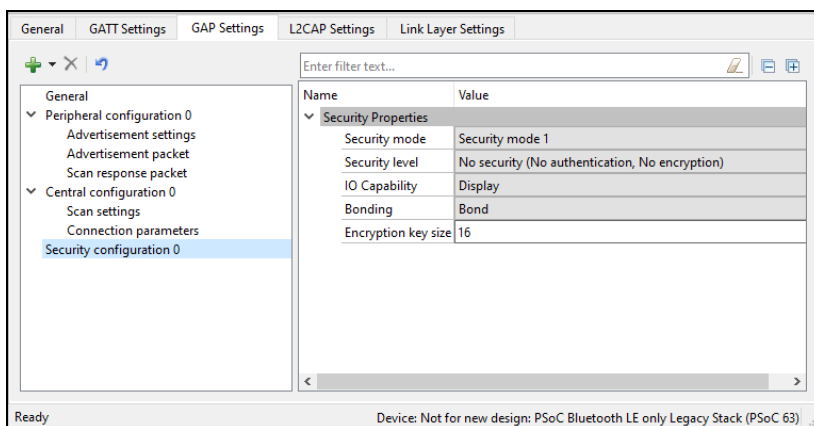 General GATT Settings GAP Settings L2CAP Settings Link Layer Settings
Enter filter text...
General
Peripheral configuration 0
Advertisement settings
Advertisement packet
Scan response packet
Central configuration 0
Scan settings
Connection parameters
Security configuration 0
Name Value
Security Properties
Security mode Security mode 1
Security level No security (No authentication, No encryption)
IO Capability Display
Bonding Bond
Encryption key size 16
Ready Device: Not for new design: PSoC Bluetooth LE only Legacy Stack (PSoC 63)